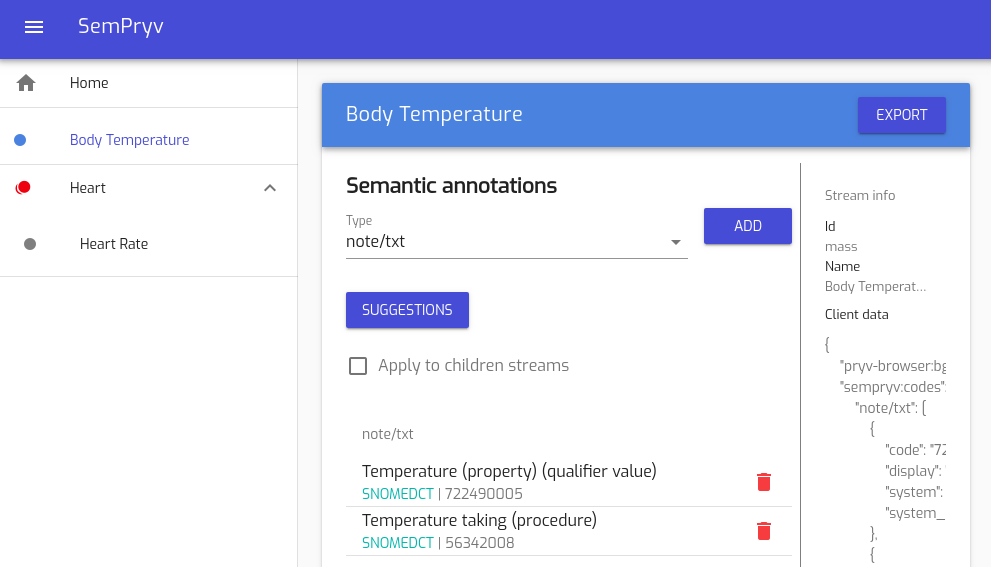 SemPryv
Home
Body Temperature
Heart
Heart Rate
Body Temperature
EXPORT
Semantic annotations
Type
note/txt
ADD
SUGGESTIONS
Apply to children streams
note/txt
Temperature (property) (qualifier value)
SNOMEDCT | 722490005
Temperature taking (procedure)
SNOMEDCT | 56342008
Stream info
Id
mass
Name
Body Temperat...
Client data
{
"pryv-browser:bg
"sempryv:codes":
"note/txt": [
{
"code": "72
"display":
"system":
"system_
},
{